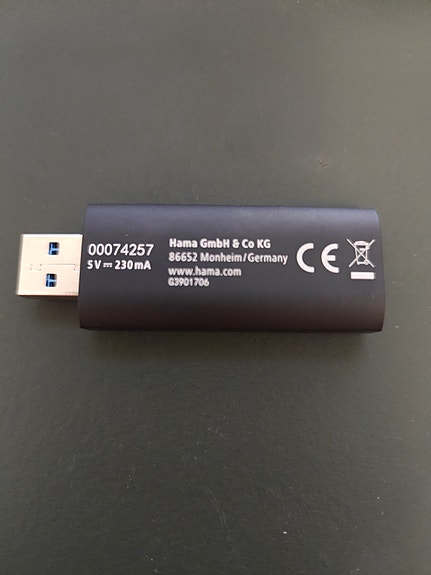 00074257
5V⎓230mA
Hama GmbH & Co KG
86652 Monheim/Germany
www.hama.com
G3901706
CE